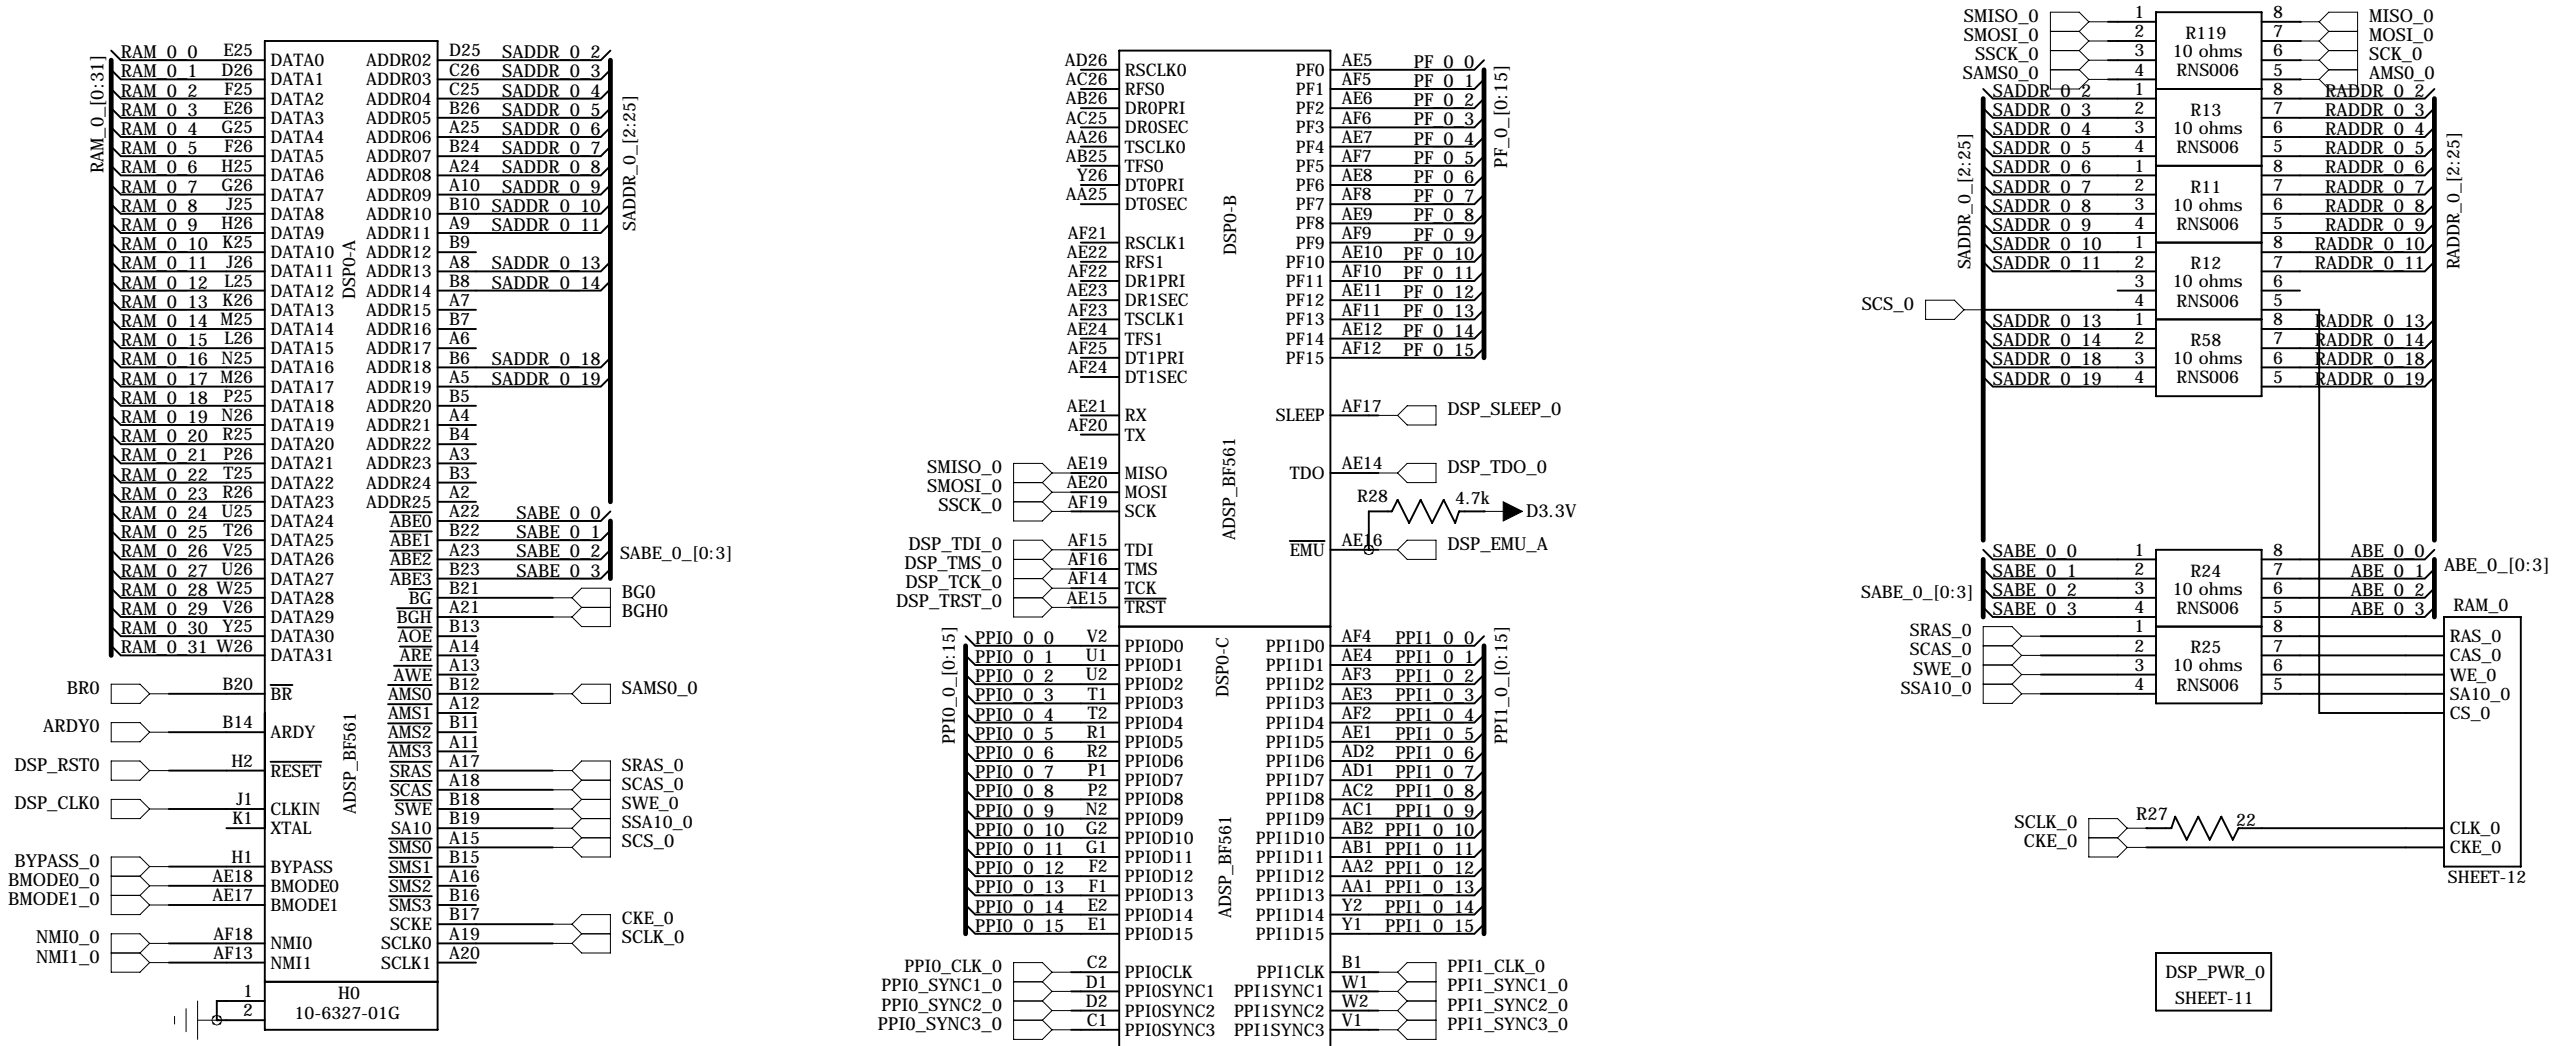 RAM_0_0 E25 DATA0 ADDR02 D25 SADDR_0_2
RAM_0_1 D26 DATA1 ADDR03 C26 SADDR_0_3
RAM_0_2 F25 DATA2 ADDR04 C25 SADDR_0_4
RAM_0_3 E26 DATA3 ADDR05 B26 SADDR_0_5
RAM_0_4 G25 DATA4 ADDR06 A25 SADDR_0_6
RAM_0_5 F26 DATA5 ADDR07 B24 SADDR_0_7
RAM_0_6 H25 DATA6 ADDR08 A24 SADDR_0_8
RAM_0_7 G26 DATA7 ADDR09 A10 SADDR_0_9
RAM_0_8 J25 DATA8 ADDR10 B10 SADDR_0_10
RAM_0_9 H26 DATA9 ADDR11 A9 SADDR_0_11
RAM_0_10 K25 DATA10 ADDR12 B9
RAM_0_11 J26 DATA11 ADDR13 A8 SADDR_0_13
RAM_0_12 L25 DATA12 ADDR14 B8 SADDR_0_14
RAM_0_13 K26 DATA13 ADDR15 A7
RAM_0_14 M25 DATA14 ADDR16 B7
RAM_0_15 L26 DATA15 ADDR17 A6
RAM_0_16 N25 DATA16 ADDR18 B6 SADDR_0_18
RAM_0_17 M26 DATA17 ADDR19 A5 SADDR_0_19
RAM_0_18 P25 DATA18 ADDR20 B5
RAM_0_19 N26 DATA19 ADDR21 A4
RAM_0_20 R25 DATA20 ADDR22 B4
RAM_0_21 P26 DATA21 ADDR23 A3
RAM_0_22 T25 DATA22 ADDR24 B3
RAM_0_23 R26 DATA23 ADDR25 A2
RAM_0_24 U25 DATA24 ABE0 A22 SABE_0_0
RAM_0_25 T26 DATA25 ABE1 B22 SABE_0_1
RAM_0_26 V25 DATA26 ABE2 A23 SABE_0_2
RAM_0_27 U26 DATA27 ABE3 B23 SABE_0_3
RAM_0_28 W25 DATA28 BG B21 BG0
RAM_0_29 V26 DATA29 BGH A21 BGH0
RAM_0_30 Y25 DATA30 AOE B13
RAM_0_31 W26 DATA31 ARE A14
AWE A13
BR0 B20 BR AMS0 B12 SAMS0_0
AMS1 A12
ARDY0 B14 ARDY AMS2 B11
AMS3 A11
DSP_RST0 H2 RESET SRAS A17 SRAS_0
SCAS A18 SCAS_0
DSP_CLK0 J1 CLKIN SWE B18 SWE_0
K1 XTAL SA10 B19 SSA10_0
SMS0 A15 SCS_0
BYPASS_0 H1 BYPASS SMS1 B15
BMODE0_0 AE18 BMODE0 SMS2 A16
BMODE1_0 AE17 BMODE1 SMS3 B16
SCKE B17 CKE_0
NMI0_0 AF18 NMI0 SCLK0 A19 SCLK_0
NMI1_0 AF13 NMI1 SCLK1 A20
RAM_0_[0:31]
DSP0-A
ADSP_BF561
SADDR_0_[2:25]
SABE_0_[0:3]
1 H0
2 10-6327-01G
AD26 RSCLK0 PF0 AE5 PF_0_0
AC26 RFS0 PF1 AF5 PF_0_1
AB26 DR0PRI PF2 AE6 PF_0_2
AC25 DR0SEC PF3 AF6 PF_0_3
AA26 TSCLK0 PF4 AE7 PF_0_4
AB25 TFS0 PF5 AF7 PF_0_5
Y26 DT0PRI PF6 AE8 PF_0_6
AA25 DT0SEC PF7 AF8 PF_0_7
PF8 AE9 PF_0_8
AF21 RSCLK1 PF9 AF9 PF_0_9
AE22 RFS1 PF10 AE10 PF_0_10
AF22 DR1PRI PF11 AF10 PF_0_11
AE23 DR1SEC PF12 AE11 PF_0_12
AF23 TSCLK1 PF13 AF11 PF_0_13
AE24 TFS1 PF14 AE12 PF_0_14
AF25 DT1PRI PF15 AF12 PF_0_15
AF24 DT1SEC
AE21 RX SLEEP AF17 DSP_SLEEP_0
AF20 TX
SMISO_0 AE19 MISO TDO AE14 DSP_TDO_0
SMOSI_0 AE20 MOSI
SSCK_0 AF19 SCK
R28 4.7k D3.3V
DSP_TDI_0 AF15 TDI EMU AE16 DSP_EMU_A
DSP_TMS_0 AF16 TMS
DSP_TCK_0 AF14 TCK
DSP_TRST_0 AE15 TRST
DSP0-B
ADSP_BF561
PF_0_[0:15]
PPI0_0_0 V2 PPI0D0 PPI1D0 AF4 PPI1_0_0
PPI0_0_1 U1 PPI0D1 PPI1D1 AE4 PPI1_0_1
PPI0_0_2 U2 PPI0D2 PPI1D2 AF3 PPI1_0_2
PPI0_0_3 T1 PPI0D3 PPI1D3 AE3 PPI1_0_3
PPI0_0_4 T2 PPI0D4 PPI1D4 AF2 PPI1_0_4
PPI0_0_5 R1 PPI0D5 PPI1D5 AE1 PPI1_0_5
PPI0_0_6 R2 PPI0D6 PPI1D6 AD2 PPI1_0_6
PPI0_0_7 P1 PPI0D7 PPI1D7 AD1 PPI1_0_7
PPI0_0_8 P2 PPI0D8 PPI1D8 AC2 PPI1_0_8
PPI0_0_9 N2 PPI0D9 PPI1D9 AC1 PPI1_0_9
PPI0_0_10 G2 PPI0D10 PPI1D10 AB2 PPI1_0_10
PPI0_0_11 G1 PPI0D11 PPI1D11 AB1 PPI1_0_11
PPI0_0_12 F2 PPI0D12 PPI1D12 AA2 PPI1_0_12
PPI0_0_13 F1 PPI0D13 PPI1D13 AA1 PPI1_0_13
PPI0_0_14 E2 PPI0D14 PPI1D14 Y2 PPI1_0_14
PPI0_0_15 E1 PPI0D15 PPI1D15 Y1 PPI1_0_15
PPI0_CLK_0 C2 PPI0CLK PPI1CLK B1 PPI1_CLK_0
PPI0_SYNC1_0 D1 PPI0SYNC1 PPI1SYNC1 W1 PPI1_SYNC1_0
PPI0_SYNC2_0 D2 PPI0SYNC2 PPI1SYNC2 W2 PPI1_SYNC2_0
PPI0_SYNC3_0 C1 PPI0SYNC3 PPI1SYNC3 V1 PPI1_SYNC3_0
PPI0_0_[0:15]
DSP0-C
ADSP_BF561
PPI1_0_[0:15]
SMISO_0 1 8 MISO_0
SMOSI_0 2 R119 7 MOSI_0
SSCK_0 3 10 ohms 6 SCK_0
SAMS0_0 4 RNS006 5 AMS0_0
SADDR_0_2 1 8 RADDR_0_2
SADDR_0_3 2 R13 7 RADDR_0_3
SADDR_0_4 3 10 ohms 6 RADDR_0_4
SADDR_0_5 4 RNS006 5 RADDR_0_5
SADDR_0_6 1 8 RADDR_0_6
SADDR_0_7 2 R11 7 RADDR_0_7
SADDR_0_8 3 10 ohms 6 RADDR_0_8
SADDR_0_9 4 RNS006 5 RADDR_0_9
SADDR_0_10 1 8 RADDR_0_10
SADDR_0_11 2 R12 7 RADDR_0_11
3 10 ohms 6
SCS_0 4 RNS006 5
SADDR_0_13 1 8 RADDR_0_13
SADDR_0_14 2 R58 7 RADDR_0_14
SADDR_0_18 3 10 ohms 6 RADDR_0_18
SADDR_0_19 4 RNS006 5 RADDR_0_19
SADDR_0_[2:25]
RADDR_0_[2:25]
SABE_0_0 1 8 ABE_0_0
SABE_0_1 2 R24 7 ABE_0_1
SABE_0_2 3 10 ohms 6 ABE_0_2
SABE_0_3 4 RNS006 5 ABE_0_3
SABE_0_[0:3]
ABE_0_[0:3]
RAM_0
SRAS_0 1 8 RAS_0
SCAS_0 2 R25 7 CAS_0
SWE_0 3 10 ohms 6 WE_0
SSA10_0 4 RNS006 5 SA10_0
CS_0
SCLK_0 R27 22 CLK_0
CKE_0 CKE_0
SHEET-12
DSP_PWR_0
SHEET-11